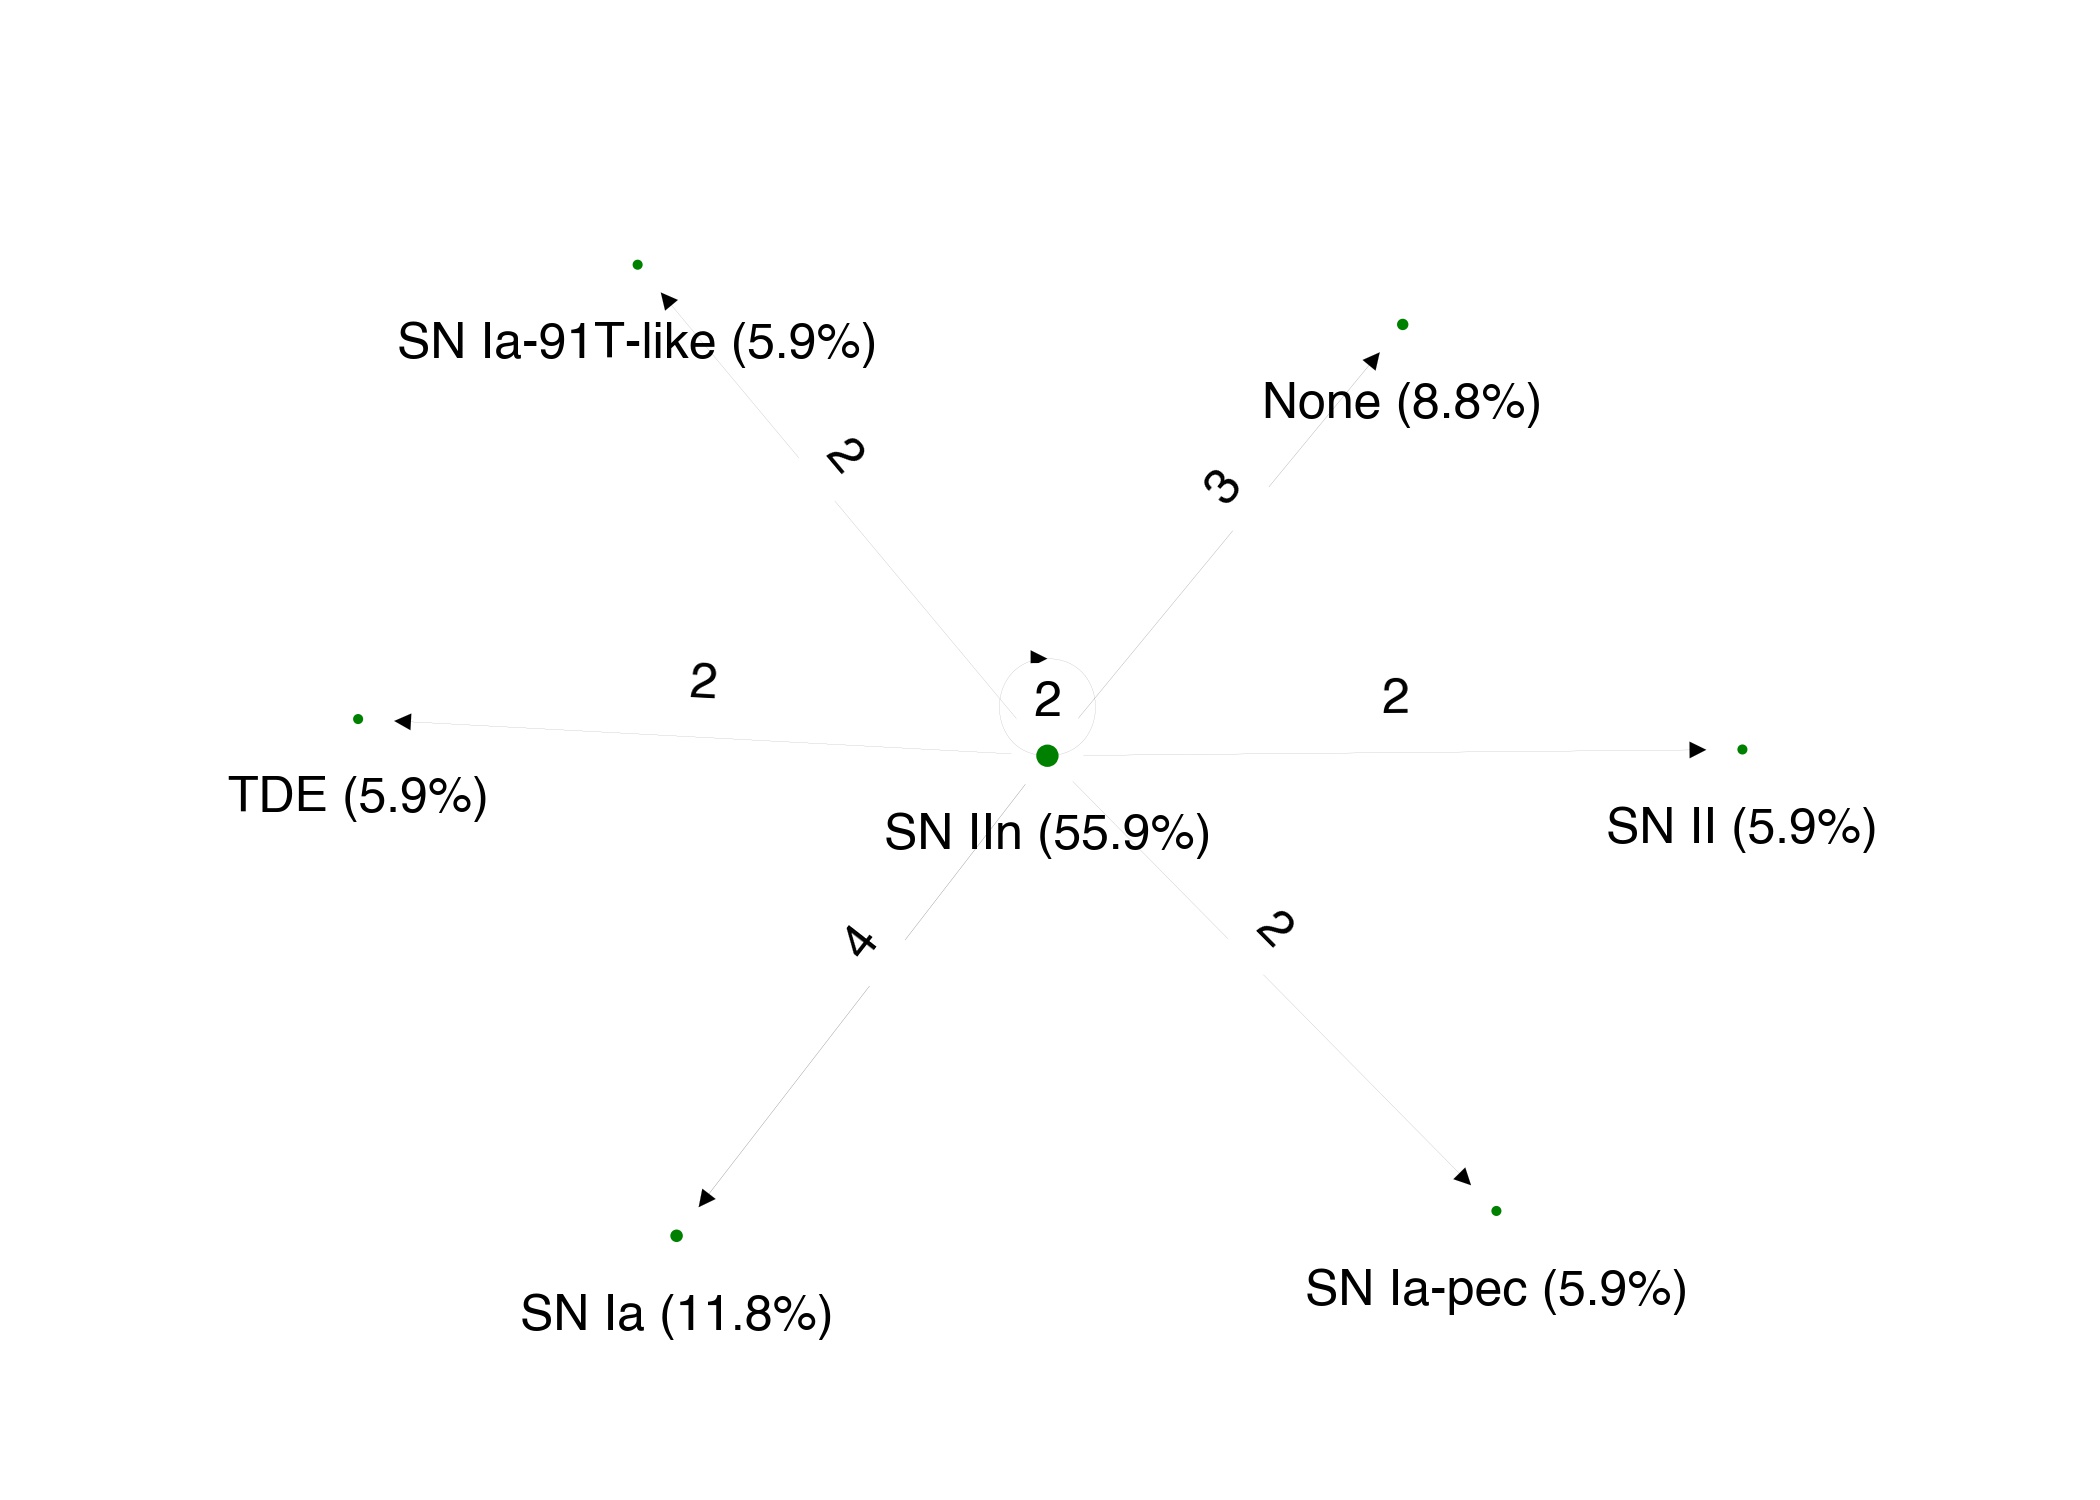 SN Ia-91T-like (5.9%)
None (8.8%)
2
3
2
2
2
TDE (5.9%)
SN IIn (55.9%)
SN II (5.9%)
4
2
SN Ia (11.8%)
SN Ia-pec (5.9%)